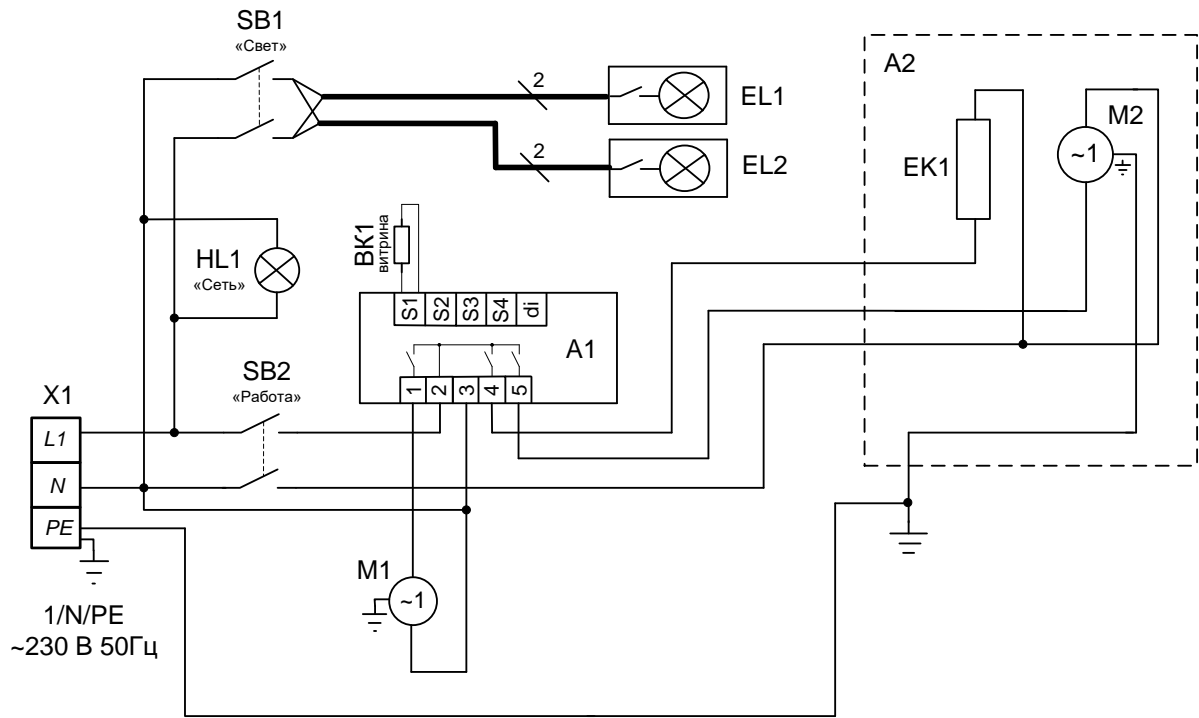 SB1
«Свет»
2
EL1
2
EL2
A2
M2
~1
EK1
HL1
«Сеть»
BK1
витрина
S1 S2 S3 S4 di
A1
1 2 3 4 5
SB2
«Работа»
X1
L1
N
PE
1/N/PE
~230 В 50Гц
M1
~1